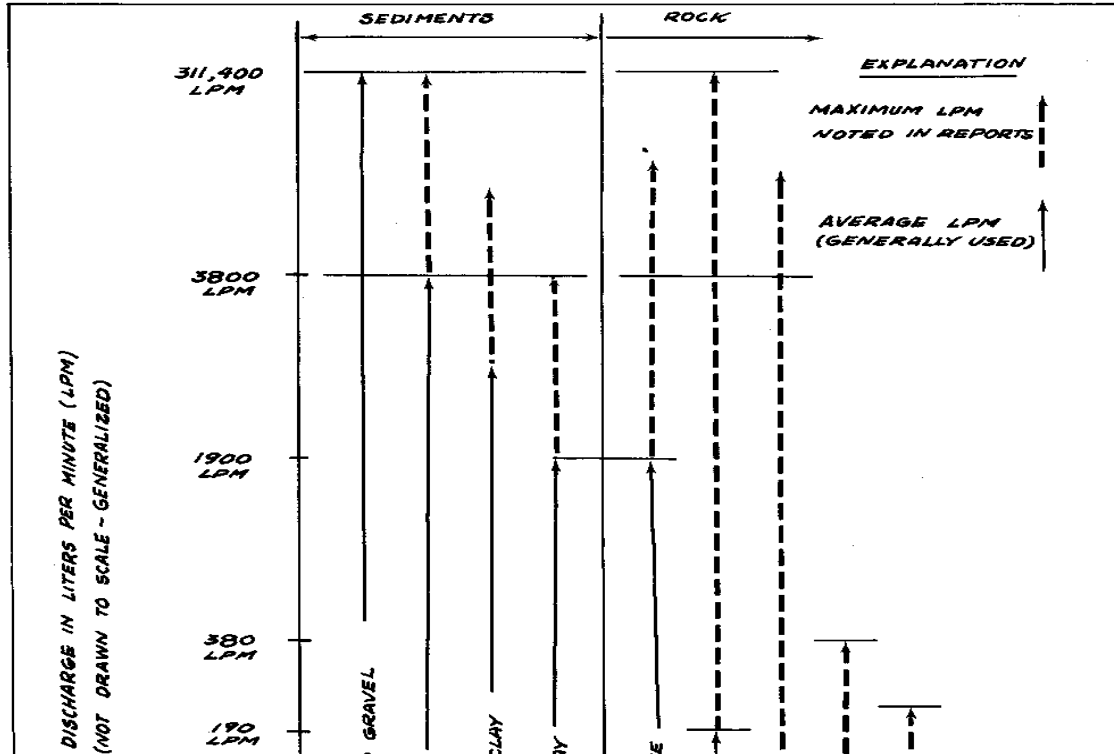 SEDIMENTS
ROCK
311,400
LPM
EXPLANATION
MAXIMUM LPM
NOTED IN REPORTS
AVERAGE LPM
(GENERALLY USED)
3800
LPM
1900
LPM
380
LPM
190
LPM
DISCHARGE IN LITERS PER MINUTE (LPM)
(NOT DRAWN TO SCALE - GENERALIZED)
GRAVEL
CLAY